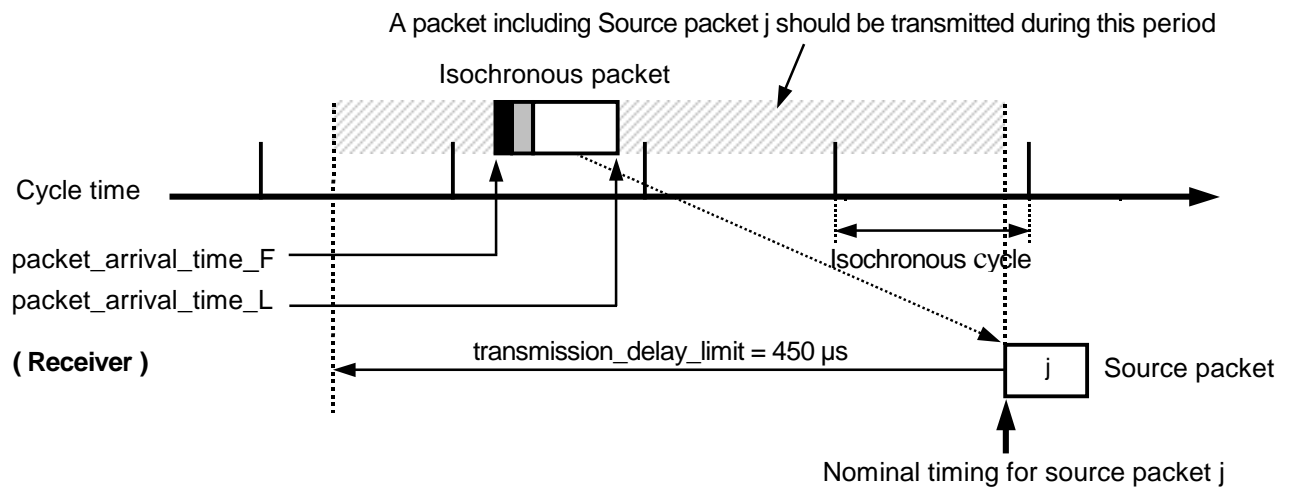 A packet including Source packet j should be transmitted during this period
Isochronous packet
Cycle time
packet_arrival_time_F
Isochronous cycle
packet_arrival_time_L
( Receiver )
transmission_delay_limit = 450 µs
j
Source packet
Nominal timing for source packet j